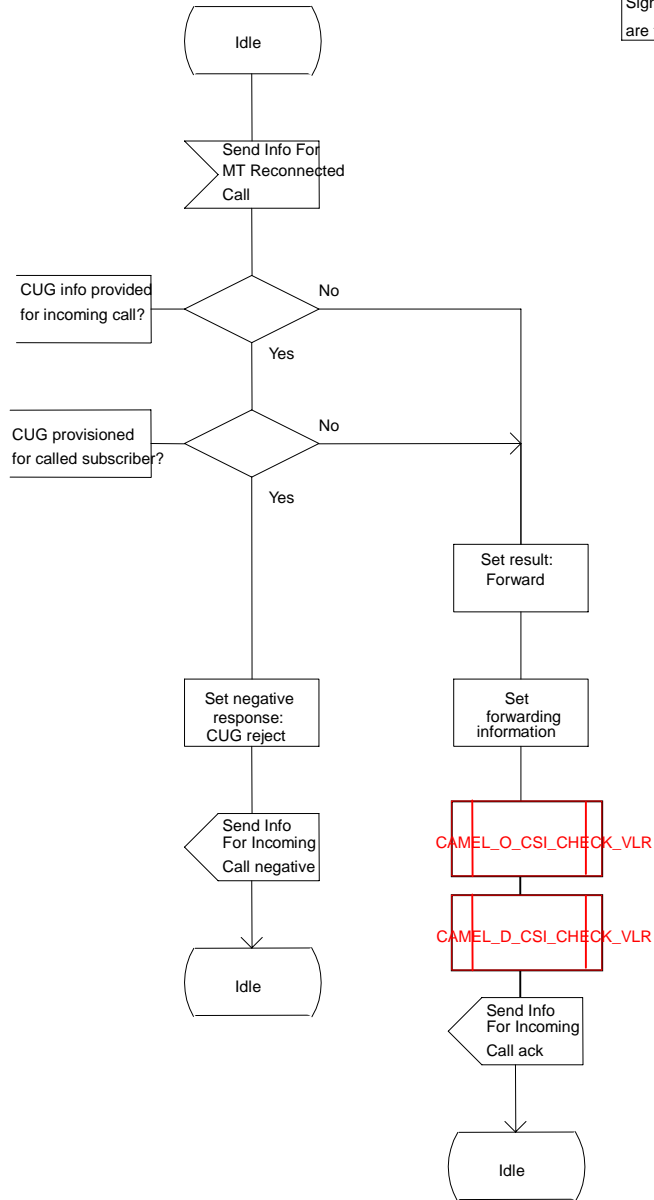 Sign
are
Idle
Send Info For
MT Reconnected
Call
CUG info provided
for incoming call?
No
Yes
CUG provisioned
for called subscriber?
No
Yes
Set result:
Forward
Set negative
response:
CUG reject
Set
forwarding
information
Send Info
For Incoming
Call negative
CAMEL_O_CSI_CHECK_VLR
CAMEL_D_CSI_CHECK_VLR
Idle
Send Info
For Incoming
Call ack
Idle